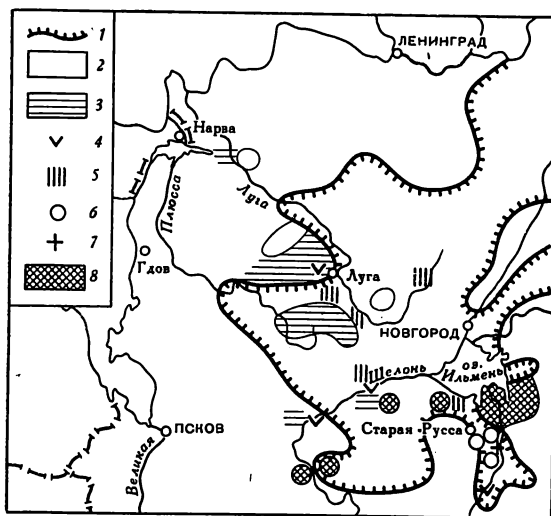 1
2
3
4
5
6
7
8
ЛЕНИНГРАД
Нарва
Луга
Плюсса
Гдов
Луга
НОВГОРОД
оз.
Ильмень
Шелонь
Старая Русса
ПСКОВ
Великая